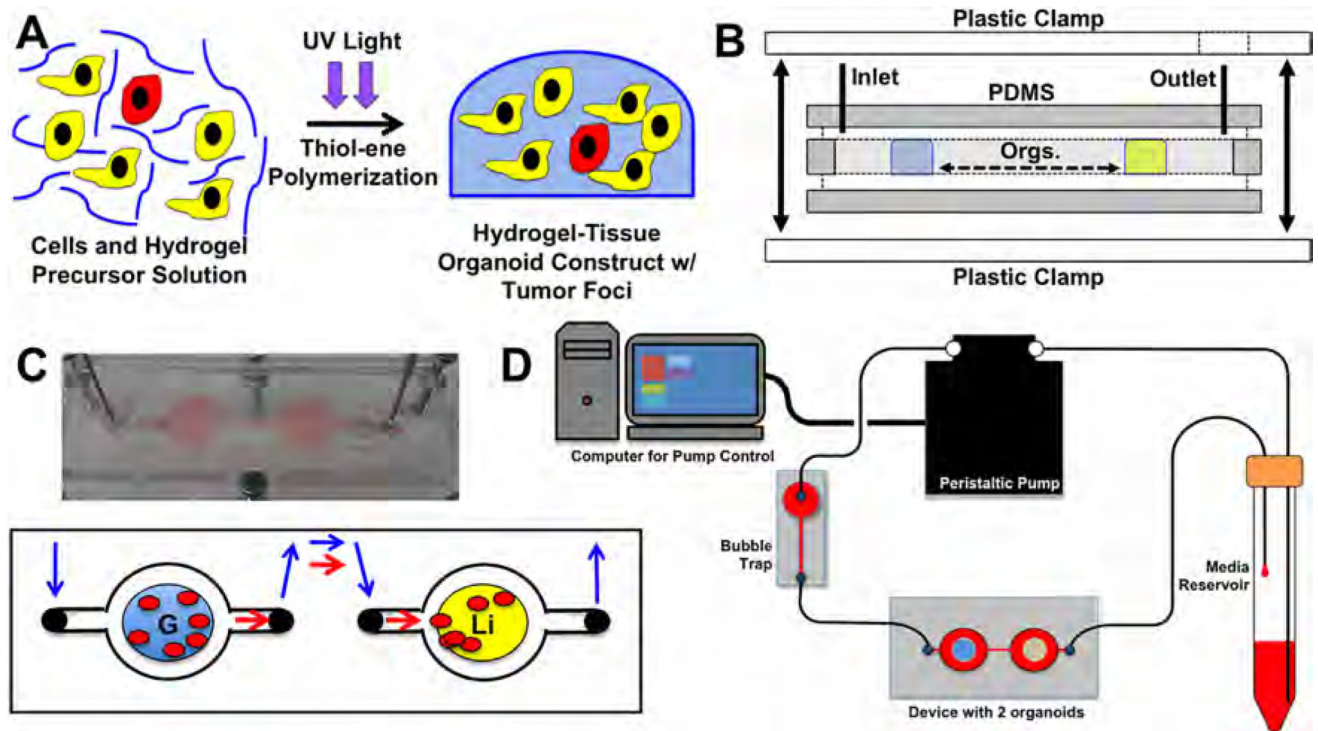 A
UV Light
Thiol-ene
Polymerization
Cells and Hydrogel
Precursor Solution
Hydrogel-Tissue
Organoid Construct w/
Tumor Foci
B
Plastic Clamp
Inlet
Outlet
PDMS
Orgs.
Plastic Clamp
C
G
Li
D
Computer for Pump Control
Peristaltic Pump
Bubble
Trap
Media
Reservoir
Device with 2 organoids